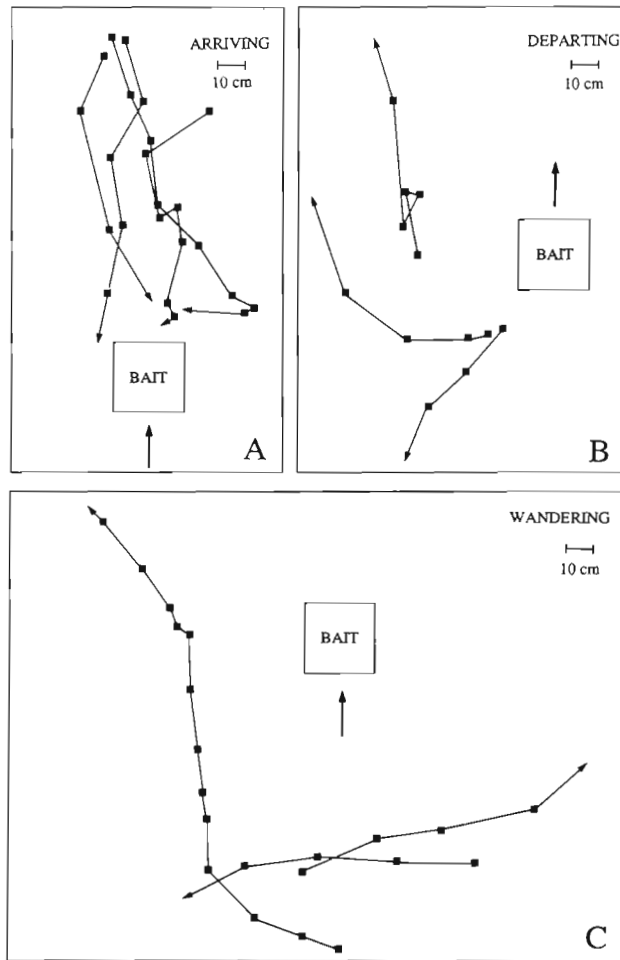 ARRIVING
10 cm
BAIT
A
DEPARTING
10 cm
BAIT
B
WANDERING
10 cm
BAIT
C